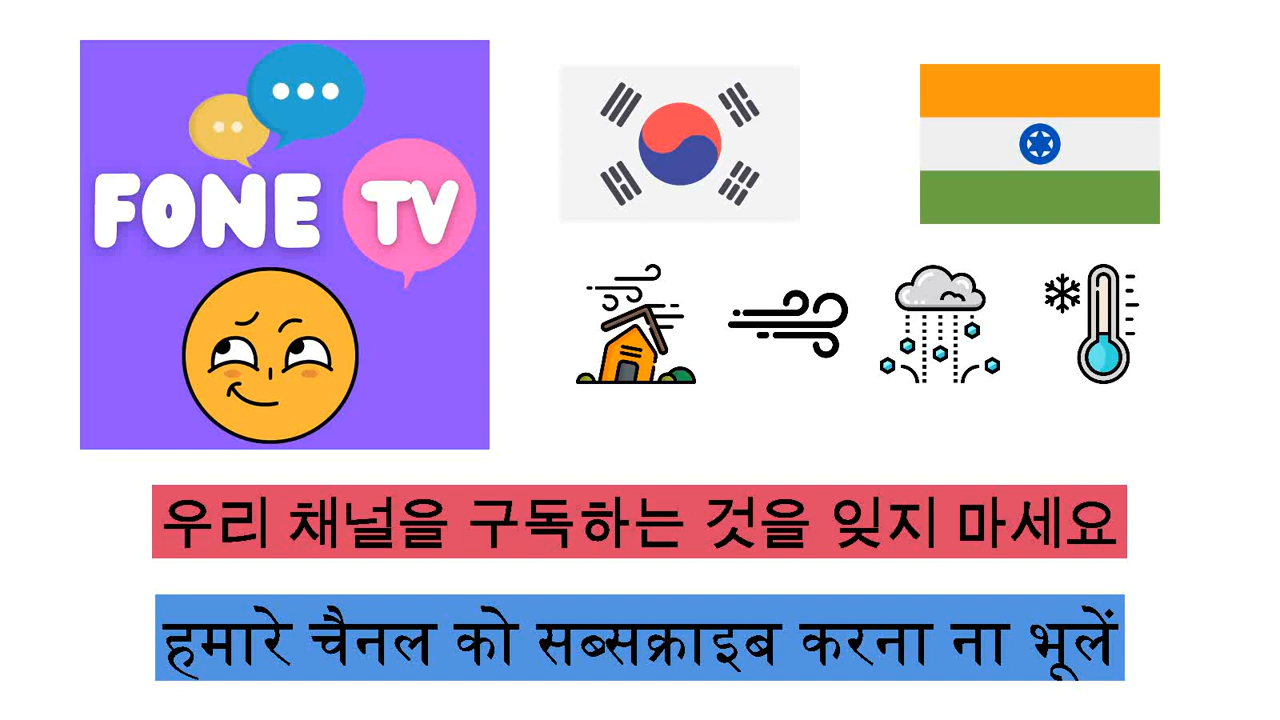 FONE TV
우리 채널을 구독하는 것을 잊지 마세요
हमारे चैनल को सब्सक्राइब करना ना भूलें